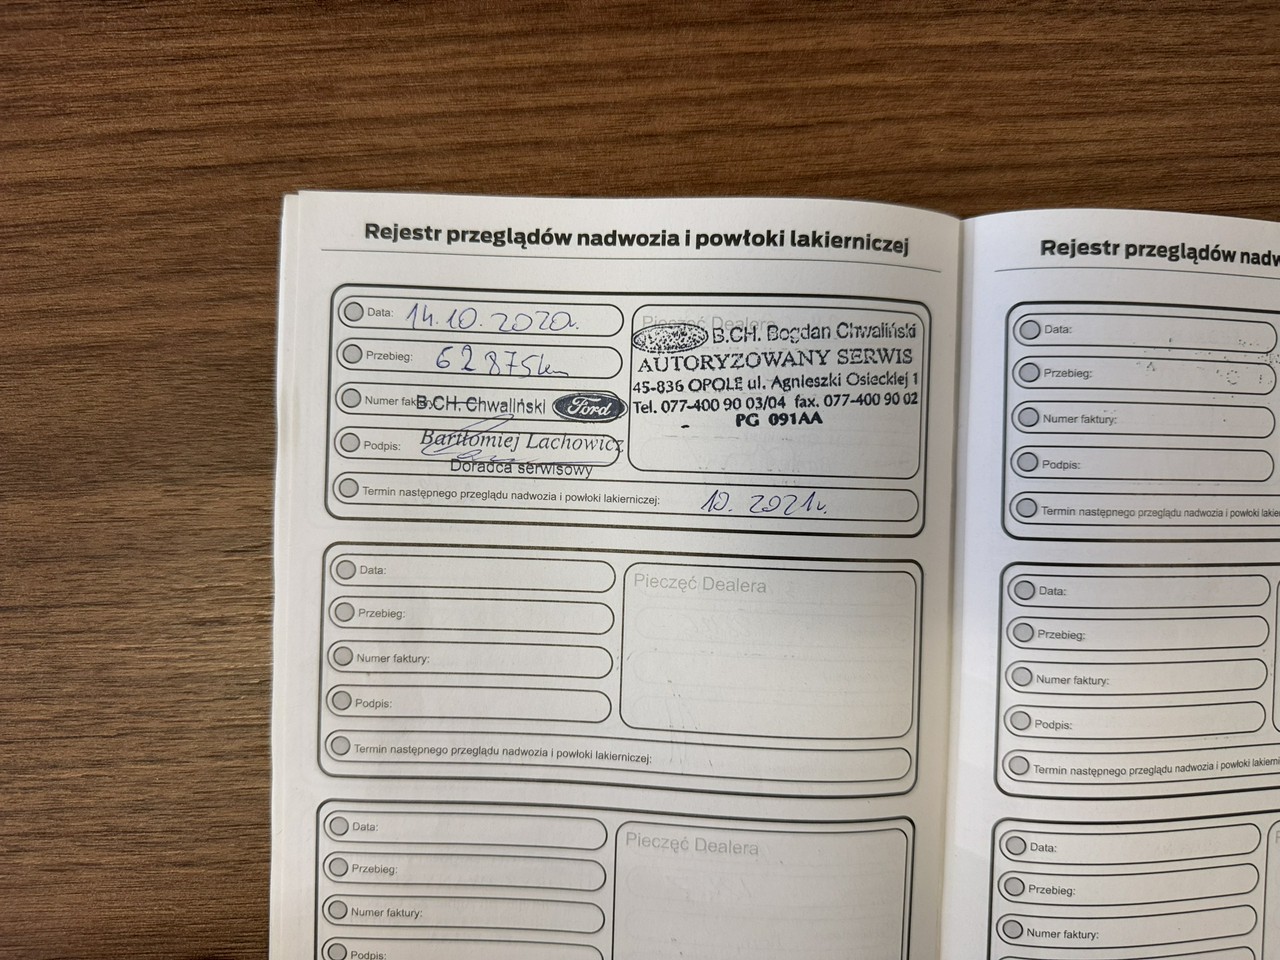 Rejestr przeglądów nadwozia i powłoki lakierniczej
Data: 14.10.2020r.
Przebieg: 62875km
Numer faktury:
B.CH. Chwaliński Ford
Podpis:
Bartłomiej Lachowicz
Doradca serwisowy
Pieczęć Dealera
B.CH. Bogdan Chwaliński
AUTORYZOWANY SERWIS
45-836 OPOLE ul. Agnieszki Osieckiej 1
Tel. 077-400 90 03/04 fax. 077-400 90 02
PG 091AA
Termin następnego przeglądu nadwozia i powłoki lakierniczej: 10. 2021r.
Data:
Przebieg:
Numer faktury:
Podpis:
Pieczęć Dealera
Termin następnego przeglądu nadwozia i powłoki lakierniczej:
Data:
Przebieg:
Numer faktury:
Podpis:
Pieczęć Dealera
Rejestr przeglądów nadw
Data:
Przebieg:
Numer faktury:
Podpis:
Termin następnego przeglądu nadwozia i powłoki lakierni
Data:
Przebieg:
Numer faktury:
Podpis:
Termin następnego przeglądu nadwozia i powłoki lakierni
Data:
Przebieg:
Numer faktury: